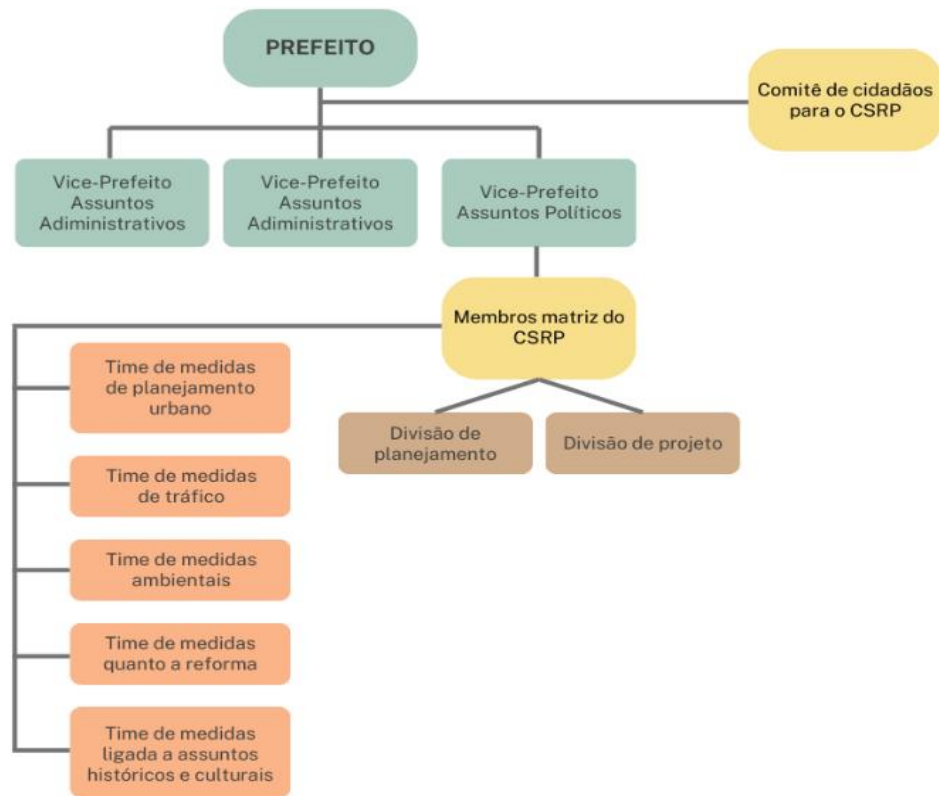 PREFEITO
Comitê de cidadãos
para o CSRP
Vice-Prefeito
Assuntos
Adiministrativos
Vice-Prefeito
Assuntos
Adiministrativos
Vice-Prefeito
Assuntos Políticos
Membros matriz do
CSRP
Divisão de
planejamento
Divisão de projeto
Time de medidas
de planejamento
urbano
Time de medidas
de tráfico
Time de medidas
ambientais
Time de medidas
quanto a reforma
Time de medidas
ligada a assuntos
históricos e culturais